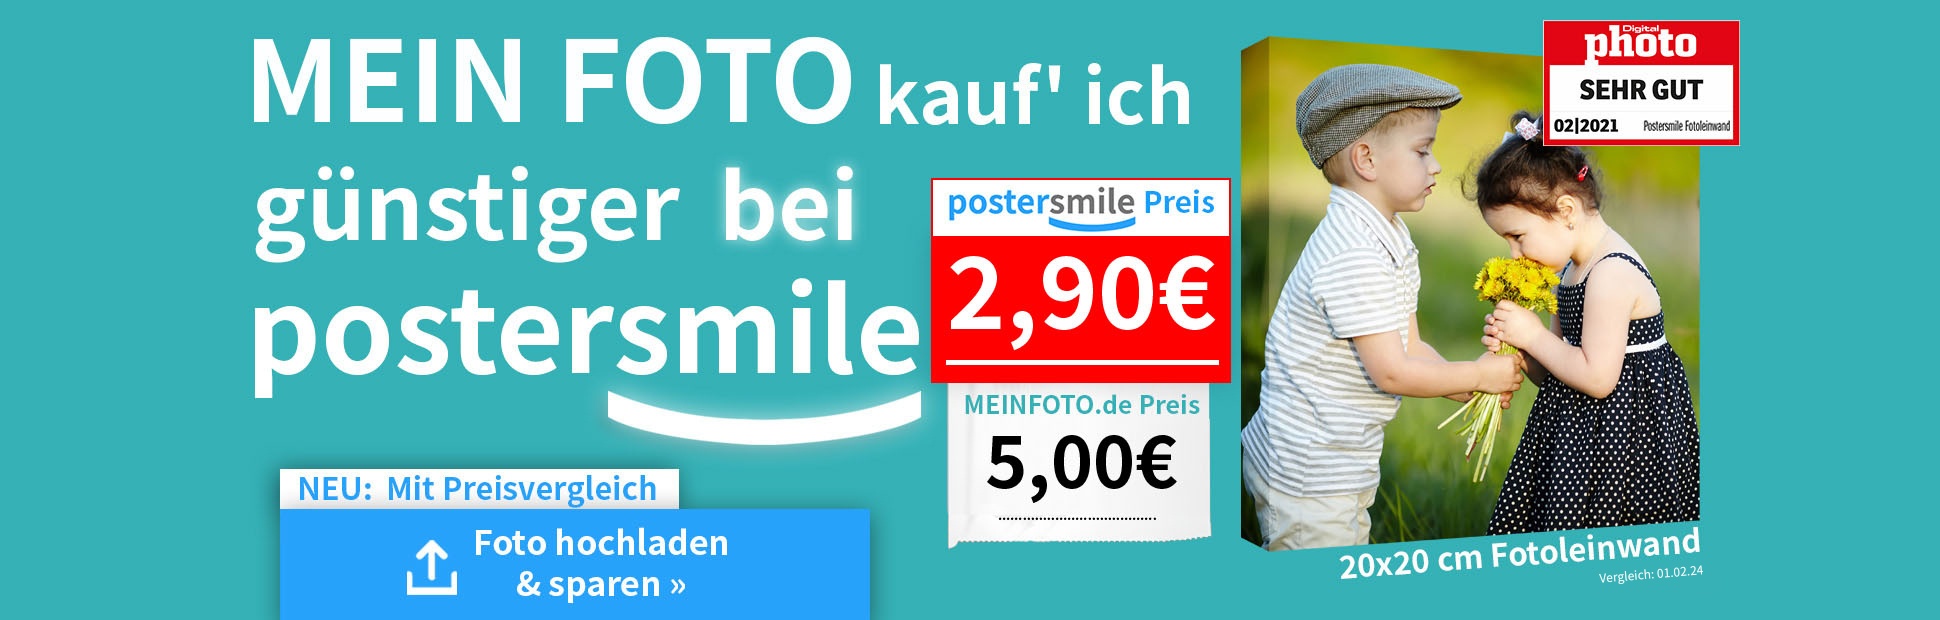 MEIN FOTO kauf' ich
günstiger bei
postersmile
postersmile Preis
2,90€
MEINFOTO.de Preis
5,00€
NEU: Mit Preisvergleich
Foto hochladen
& sparen »
Digital
photo
SEHR GUT
02|2021 Postersmile Fotoleinwand
20x20 cm Fotoleinwand
Vergleich: 01.02.24